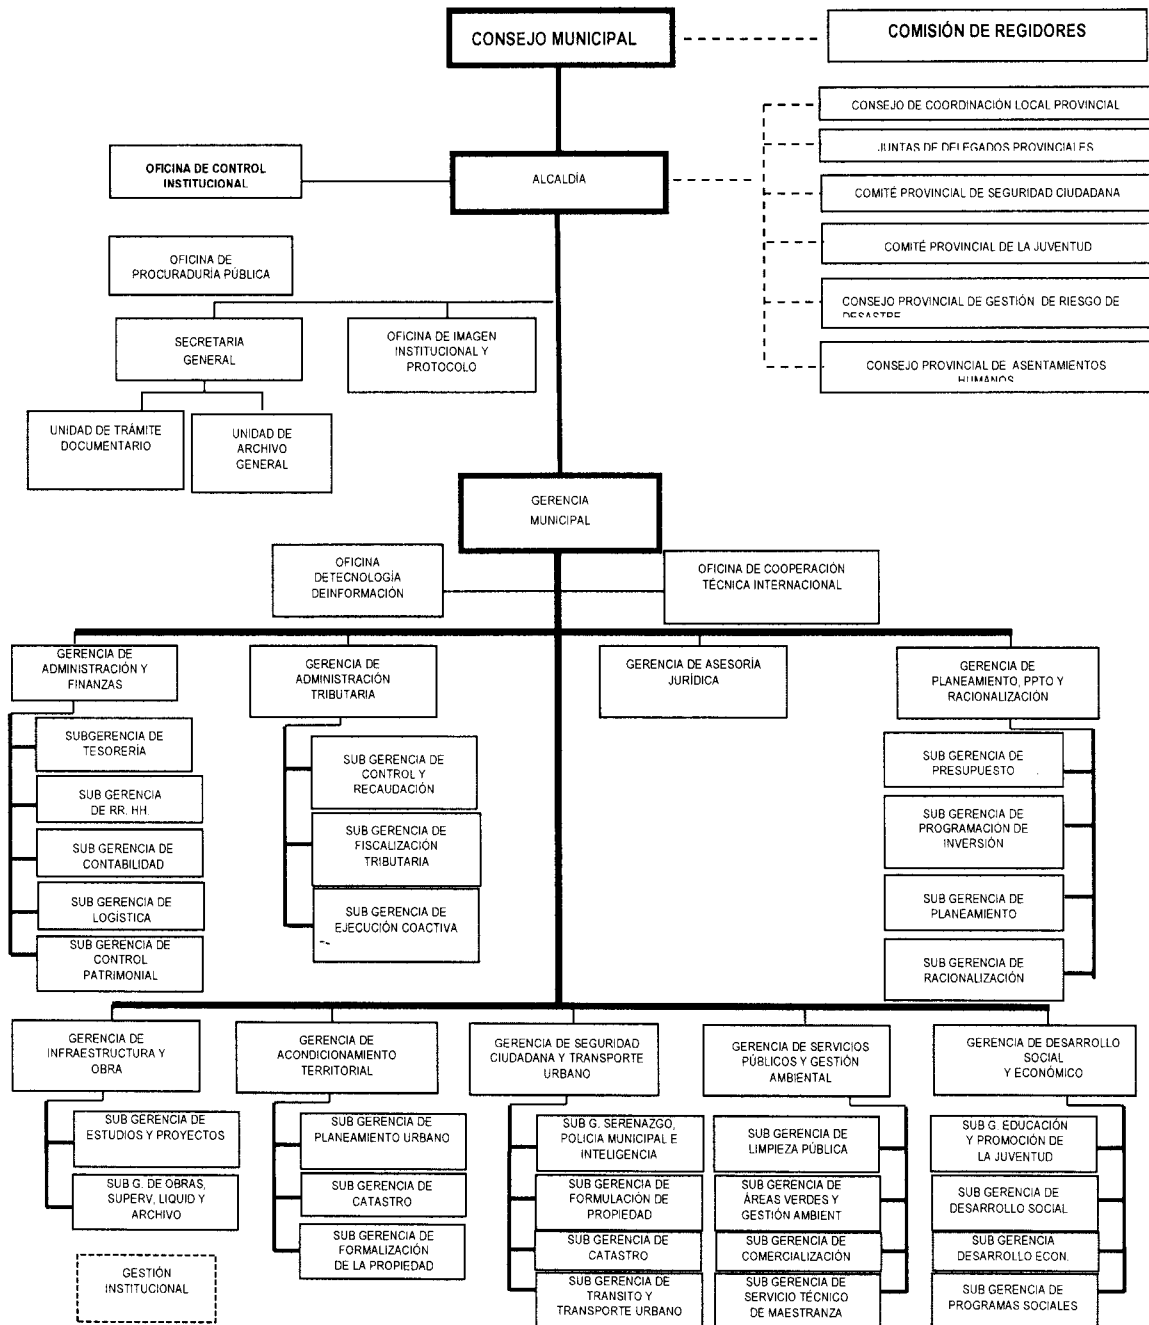 CONSEJO MUNICIPAL
COMISIÓN DE REGIDORES
CONSEJO DE COORDINACIÓN LOCAL PROVINCIAL
JUNTAS DE DELEGADOS PROVINCIALES
COMITÉ PROVINCIAL DE SEGURIDAD CIUDADANA
COMITÉ PROVINCIAL DE LA JUVENTUD
CONSEJO PROVINCIAL DE GESTIÓN DE RIESGO DE
DESASTRE
CONSEJO PROVINCIAL DE ASENTAMIENTOS
HUMANOS
OFICINA DE CONTROL
INSTITUCIONAL
ALCALDÍA
OFICINA DE
PROCURADURÍA PÚBLICA
SECRETARIA
GENERAL
OFICINA DE IMAGEN
INSTITUCIONAL Y
PROTOCOLO
UNIDAD DE TRÁMITE
DOCUMENTARIO
UNIDAD DE
ARCHIVO
GENERAL
GERENCIA
MUNICIPAL
OFICINA
DETECNOLOGÍA
DEINFORMACIÓN
OFICINA DE COOPERACIÓN
TÉCNICA INTERNACIONAL
GERENCIA DE
ADMINISTRACIÓN Y
FINANZAS
SUBGERENCIA DE
TESORERÍA
SUB GERENCIA
DE RR. HH.
SUB GERENCIA DE
CONTABILIDAD
SUB GERENCIA DE
LOGÍSTICA
SUB GERENCIA DE
CONTROL
PATRIMONIAL
GERENCIA DE
ADMINISTRACIÓN
TRIBUTARIA
SUB GERENCIA DE
CONTROL Y
RECAUDACIÓN
SUB GERENCIA DE
FISCALIZACIÓN
TRIBUTARIA
SUB GERENCIA DE
EJECUCIÓN COACTIVA
GERENCIA DE ASESORÍA
JURÍDICA
GERENCIA DE
PLANEAMIENTO, PPTO Y
RACIONALIZACIÓN
SUB GERENCIA DE
PRESUPUESTO
SUB GERENCIA DE
PROGRAMACION DE
INVERSIÓN
SUB GERENCIA DE
PLANEAMIENTO
SUB GERENCIA DE
RACIONALIZACIÓN
GERENCIA DE
INFRAESTRUCTURA Y
OBRA
SUB GERENCIA DE
ESTUDIOS Y PROYECTOS
SUB G. DE OBRAS,
SUPERV, LIQUID Y
ARCHIVO
GERENCIA DE
ACONDICIONAMIENTO
TERRITORIAL
SUB GERENCIA DE
PLANEAMIENTO URBANO
SUB GERENCIA DE
CATASTRO
SUB GERENCIA DE
FORMALIZACIÓN
DE LA PROPIEDAD
GERENCIA DE SEGURIDAD
CIUDADANA Y TRANSPORTE
URBANO
SUB G. SERENAZGO,
POLICIA MUNICIPAL E
INTELIGENCIA
SUB GERENCIA DE
FORMULACIÓN DE
PROPIEDAD
SUB GERENCIA DE
CATASTRO
SUB GERENCIA DE
TRANSITO Y
TRANSPORTE URBANO
GERENCIA DE SERVICIOS
PÚBLICOS Y GESTIÓN
AMBIENTAL
SUB GERENCIA DE
LIMPIEZA PÚBLICA
SUB GERENCIA DE
ÁREAS VERDES Y
GESTIÓN AMBIENT
SUB GERENCIA DE
COMERCIALIZACIÓN
SUB GERENCIA DE
SERVICIO TÉCNICO
DE MAESTRANZA
GERENCIA DE DESARROLLO
SOCIAL
Y ECONÓMICO
SUB G. EDUCACIÓN
Y PROMOCIÓN DE
LA JUVENTUD
SUB GERENCIA DE
DESARROLLO SOCIAL
SUB GERENCIA
DESARROLLO ECON.
SUB GERENCIA DE
PROGRAMAS SOCIALES
GESTIÓN
INSTITUCIONAL